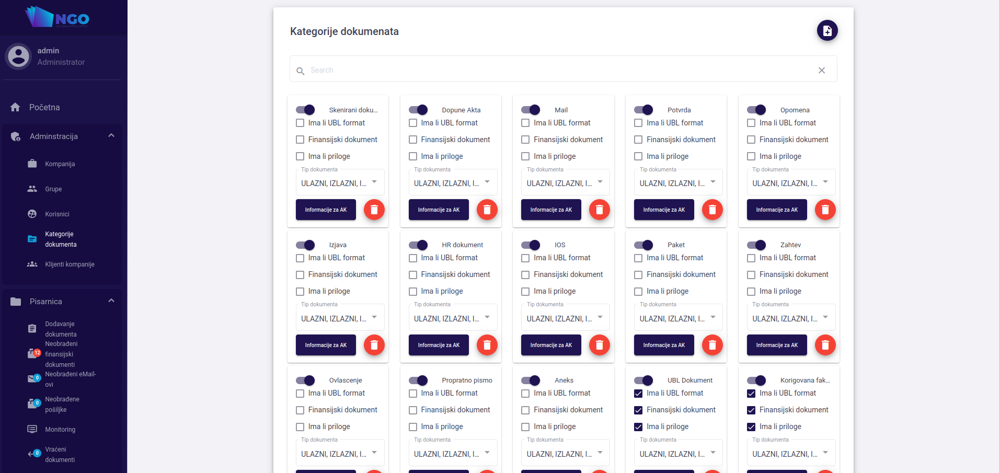 NGO
admin
Administrator
Početna
Adminstracija
Kompanija
Grupe
Korisnici
Kategorije
dokumenta
Klijenti kompanije
Pisarnica
Dodavanje
dokumenta
Neobrađeni
12 finansijski
dokumenti
Neobrađeni eMail-
0
ovi
Neobrađene
0
pošiljke
Monitoring
Vraćeni
0
dokumenti
Kategorije dokumenata
Search
Skenirani doku... Dopune Akta Mail Potvrda Opomena
Ima li UBL format Ima li UBL format Ima li UBL format Ima li UBL format Ima li UBL format
Finansijski dokument Finansijski dokument Finansijski dokument Finansijski dokument Finansijski dokument
Ima li priloge Ima li priloge Ima li priloge Ima li priloge Ima li priloge
Tip dokumenta Tip dokumenta Tip dokumenta Tip dokumenta Tip dokumenta
ULAZNI, IZLAZNI, I... ULAZNI, IZLAZNI, I... ULAZNI, IZLAZNI, I... ULAZNI, IZLAZNI, I... ULAZNI, IZLAZNI, I...
Informacije za AK Informacije za AK Informacije za AK Informacije za AK Informacije za AK
Izjava HR dokument IOS Paket Zahtev
Ima li UBL format Ima li UBL format Ima li UBL format Ima li UBL format Ima li UBL format
Finansijski dokument Finansijski dokument Finansijski dokument Finansijski dokument Finansijski dokument
Ima li priloge Ima li priloge Ima li priloge Ima li priloge Ima li priloge
Tip dokumenta Tip dokumenta Tip dokumenta Tip dokumenta Tip dokumenta
ULAZNI, IZLAZNI, I... ULAZNI, IZLAZNI, I... ULAZNI, IZLAZNI, I... ULAZNI, IZLAZNI, I... ULAZNI, IZLAZNI, I...
Informacije za AK Informacije za AK Informacije za AK Informacije za AK Informacije za AK
Ovlascenje Propratno pismo Aneks UBL Dokument Korigovana fak...
Ima li UBL format Ima li UBL format Ima li UBL format Ima li UBL format Ima li UBL format
Finansijski dokument Finansijski dokument Finansijski dokument Finansijski dokument Finansijski dokument
Ima li priloge Ima li priloge Ima li priloge Ima li priloge Ima li priloge
Tip dokumenta Tip dokumenta Tip dokumenta Tip dokumenta Tip dokumenta
ULAZNI, IZLAZNI, I... ULAZNI, IZLAZNI, I... ULAZNI, IZLAZNI, I... ULAZNI, IZLAZNI, I... ULAZNI, IZLAZNI, I...